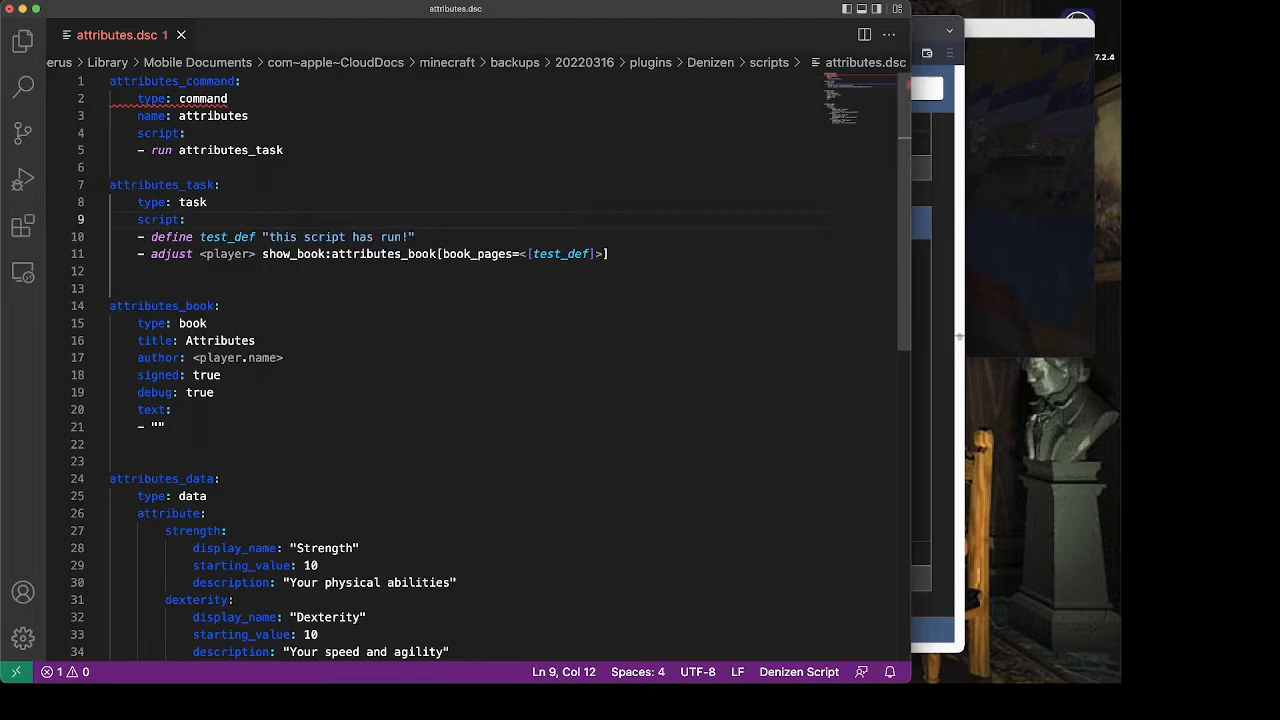 attributes.dsc
attributes.dsc 1
7.2.4
erus > Library > Mobile Documents > com~apple~CloudDocs > minecraft > backups > 20220316 > plugins > Denizen > scripts > attributes.dsc
1 attributes_command:
2 type: command
3 name: attributes
4 script:
5 - run attributes_task
6
7 attributes_task:
8 type: task
9 script:
10 - define test_def "this script has run!"
11 - adjust <player> show_book:attributes_book[book_pages=<[test_def]>]
12
13
14 attributes_book:
15 type: book
16 title: Attributes
17 author: <player.name>
18 signed: true
19 debug: true
20 text:
21 - ""
22
23
24 attributes_data:
25 type: data
26 attribute:
27 strength:
28 display_name: "Strength"
29 starting_value: 10
30 description: "Your physical abilities"
31 dexterity:
32 display_name: "Dexterity"
33 starting_value: 10
34 description: "Your speed and agility"
1 0 Ln 9, Col 12 Spaces: 4 UTF-8 LF Denizen Script